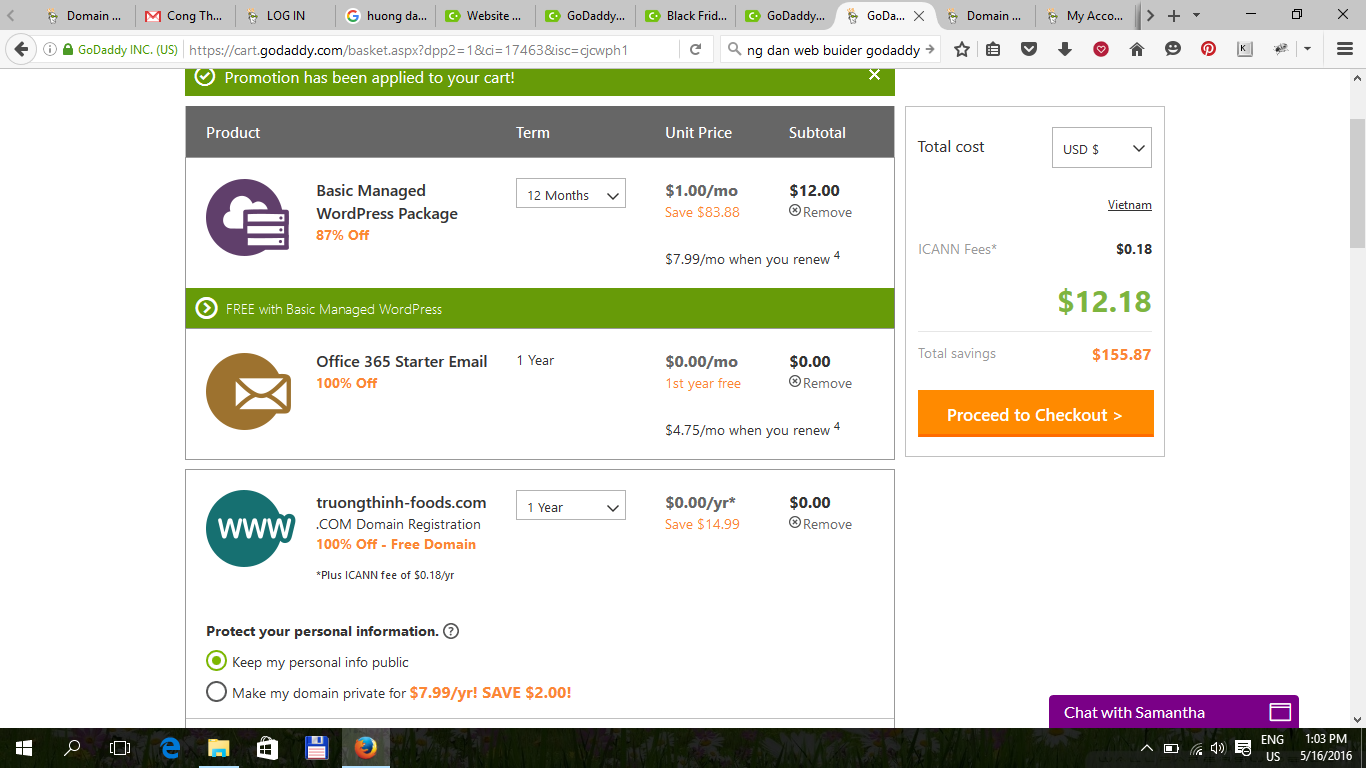 Domain ...
Cong Th...
LOG IN
huong da...
Website ...
GoDaddy...
Black Frid...
GoDaddy...
GoDa...
Domain ...
My Acco...
GoDaddy INC. (US)
https://cart.godaddy.com/basket.aspx?dpp2=1&ci=17463&isc=cjcwph1
ng dan web buider godaddy
Promotion has been applied to your cart!
Product Term Unit Price Subtotal
Basic Managed
WordPress Package
87% Off
12 Months
$1.00/mo
Save $83.88
$12.00
Remove
$7.99/mo when you renew 4
FREE with Basic Managed WordPress
Office 365 Starter Email
100% Off
1 Year
$0.00/mo
1st year free
$0.00
Remove
$4.75/mo when you renew 4
www
truongthinh-foods.com
.COM Domain Registration
100% Off - Free Domain
*Plus ICANN fee of $0.18/yr
1 Year
$0.00/yr*
Save $14.99
$0.00
Remove
Protect your personal information. ?
Keep my personal info public
Make my domain private for $7.99/yr! SAVE $2.00!
Total cost
USD $
Vietnam
ICANN Fees* $0.18
$12.18
Total savings $155.87
Proceed to Checkout >
Chat with Samantha
ENG
US
1:03 PM
5/16/2016